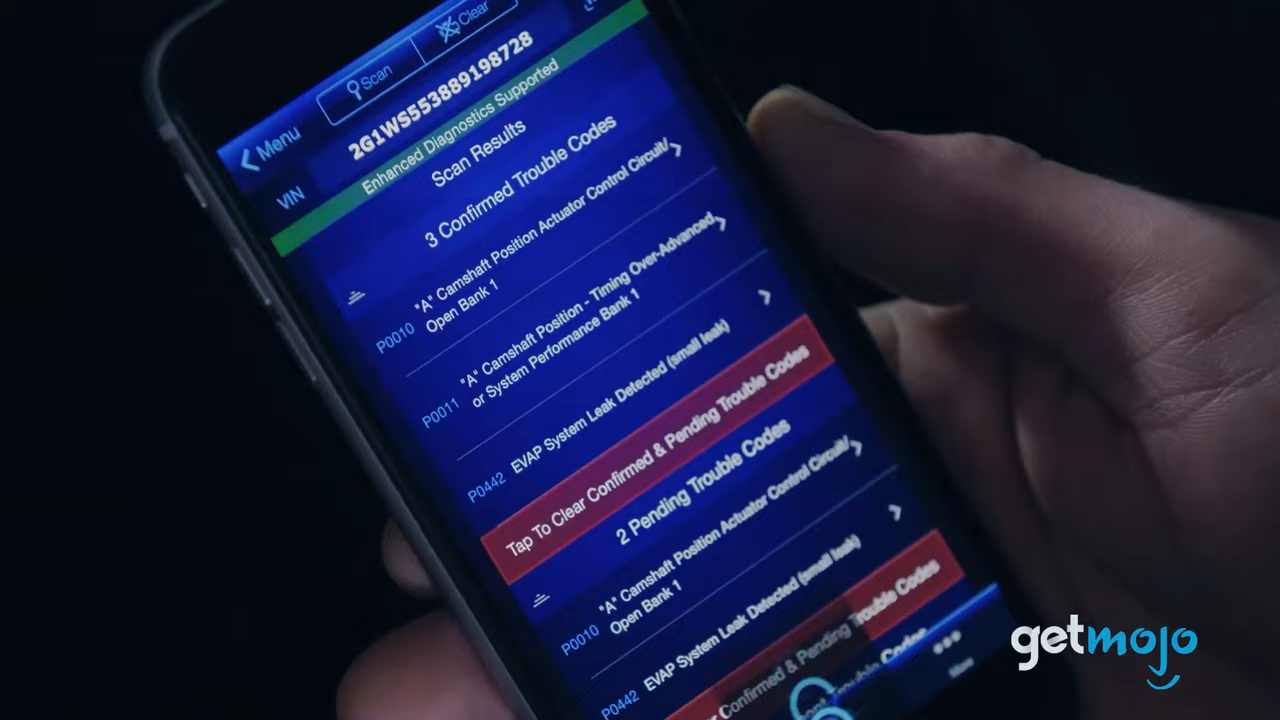 Scan
Clear
Menu
2G1WS553889198728
VIN
Enhanced Diagnostics Supported
Scan Results
3 Confirmed Trouble Codes
P0010 "A" Camshaft Position Actuator Control Circuit/
Open Bank 1
P0011 "A" Camshaft Position - Timing Over-Advanced
or System Performance Bank 1
P0442 EVAP System Leak Detected (small leak)
Tap To Clear Confirmed & Pending Trouble Codes
2 Pending Trouble Codes
P0010 "A" Camshaft Position Actuator Control Circuit/
Open Bank 1
P0442 EVAP System Leak Detected (small leak)
Confirmed & Pending Trouble Codes
Trouble Codes
More
getmojo